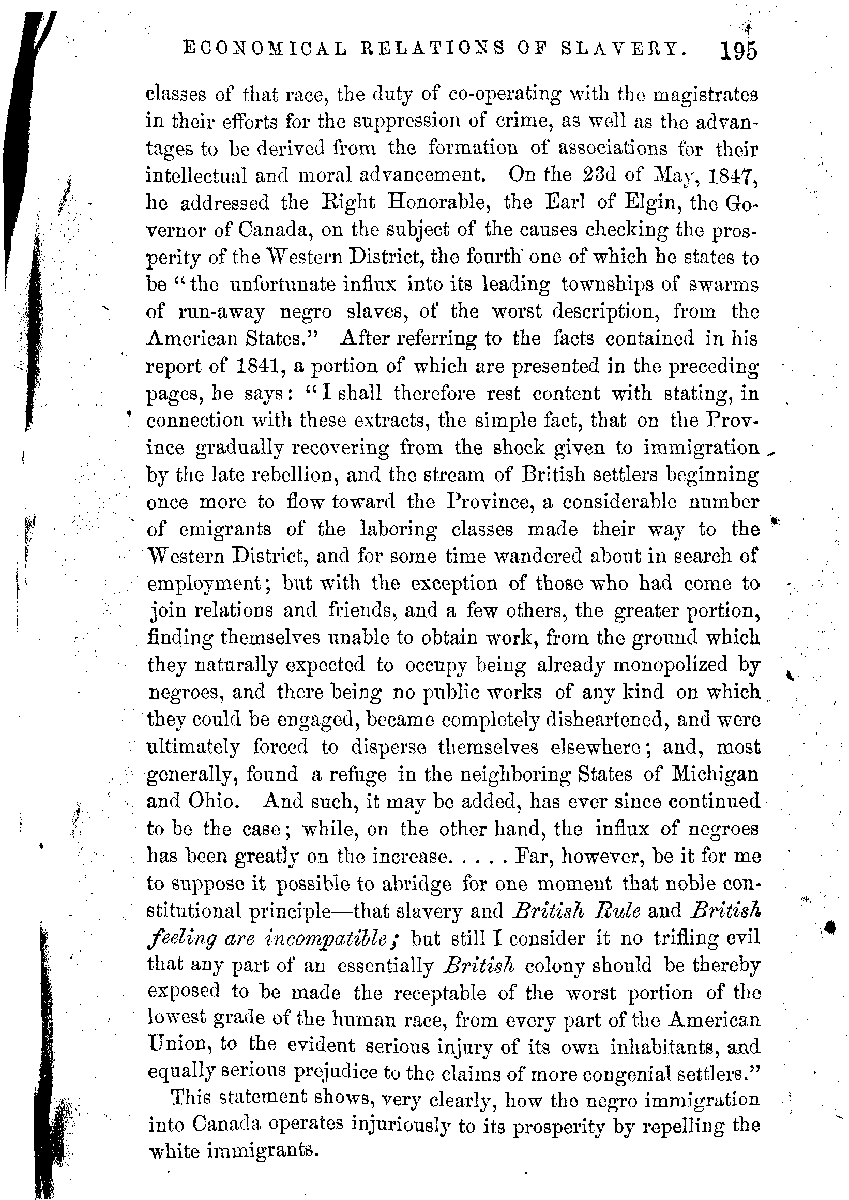 ECONOMICAL RELATIONS OF SLAVERY. 195
classes of that race, the duty of co-operating with the magistrates
in their efforts for the suppression of crime, as well as the advan-
tages to be derived from the formation of associations for their
intellectual and moral advancement. On the 23d of May, 1847,
he addressed the Right Honorable, the Earl of Elgin, the Go-
vernor of Canada, on the subject of the causes checking the pros-
perity of the Western District, the fourth one of which he states to
be "the unfortunate influx into its leading townships of swarms
of run-away negro slaves, of the worst description, from the
American States." After referring to the facts contained in his
report of 1841, a portion of which are presented in the preceding
pages, he says: "I shall therefore rest content with stating, in
connection with these extracts, the simple fact, that on the Prov-
ince gradually recovering from the shock given to immigration
by the late rebellion, and the stream of British settlers beginning
once more to flow toward the Province, a considerable number
of emigrants of the laboring classes made their way to the
Western District, and for some time wandered about in search of
employment; but with the exception of those who had come to
join relations and friends, and a few others, the greater portion,
finding themselves unable to obtain work, from the ground which
they naturally expected to occupy being already monopolized by
negroes, and there being no public works of any kind on which
they could be engaged, became completely disheartened, and were
ultimately forced to disperse themselves elsewhere; and, most
generally, found a refuge in the neighboring States of Michigan
and Ohio. And such, it may be added, has ever since continued
to be the case; while, on the other hand, the influx of negroes
has been greatly on the increase. . . . . Far, however, be it for me
to suppose it possible to abridge for one moment that noble con-
stitutional principle—that slavery and British Rule and British
feeling are incompatible; but still I consider it no trifling evil
that any part of an essentially British colony should be thereby
exposed to be made the receptable of the worst portion of the
lowest grade of the human race, from every part of the American
Union, to the evident serious injury of its own inhabitants, and
equally serious prejudice to the claims of more congenial settlers."
This statement shows, very clearly, how the negro immigration
into Canada operates injuriously to its prosperity by repelling the
white immigrants.